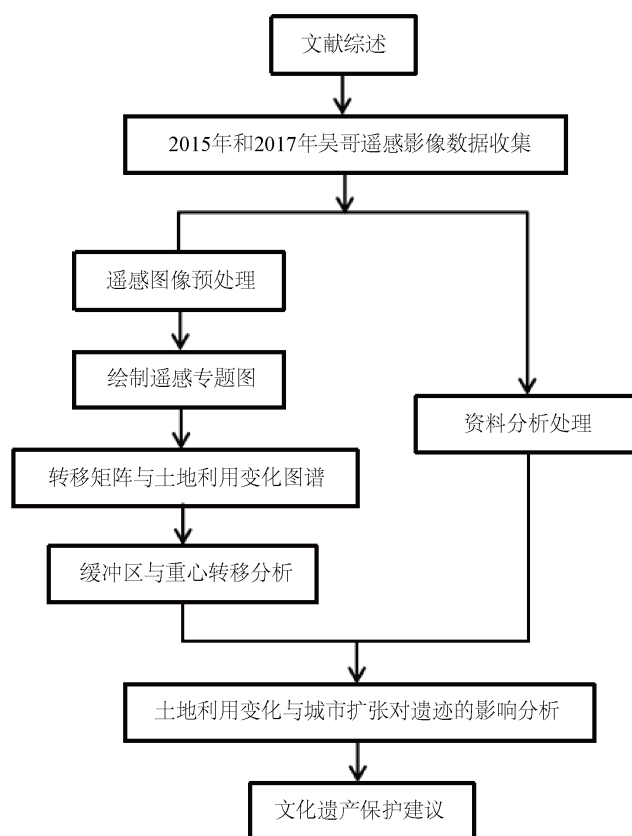 文献综述
2015年和2017年吴哥遥感影像数据收集
遥感图像预处理
绘制遥感专题图
资料分析处理
转移矩阵与土地利用变化图谱
缓冲区与重心转移分析
土地利用变化与城市扩张对遗迹的影响分析
文化遗产保护建议